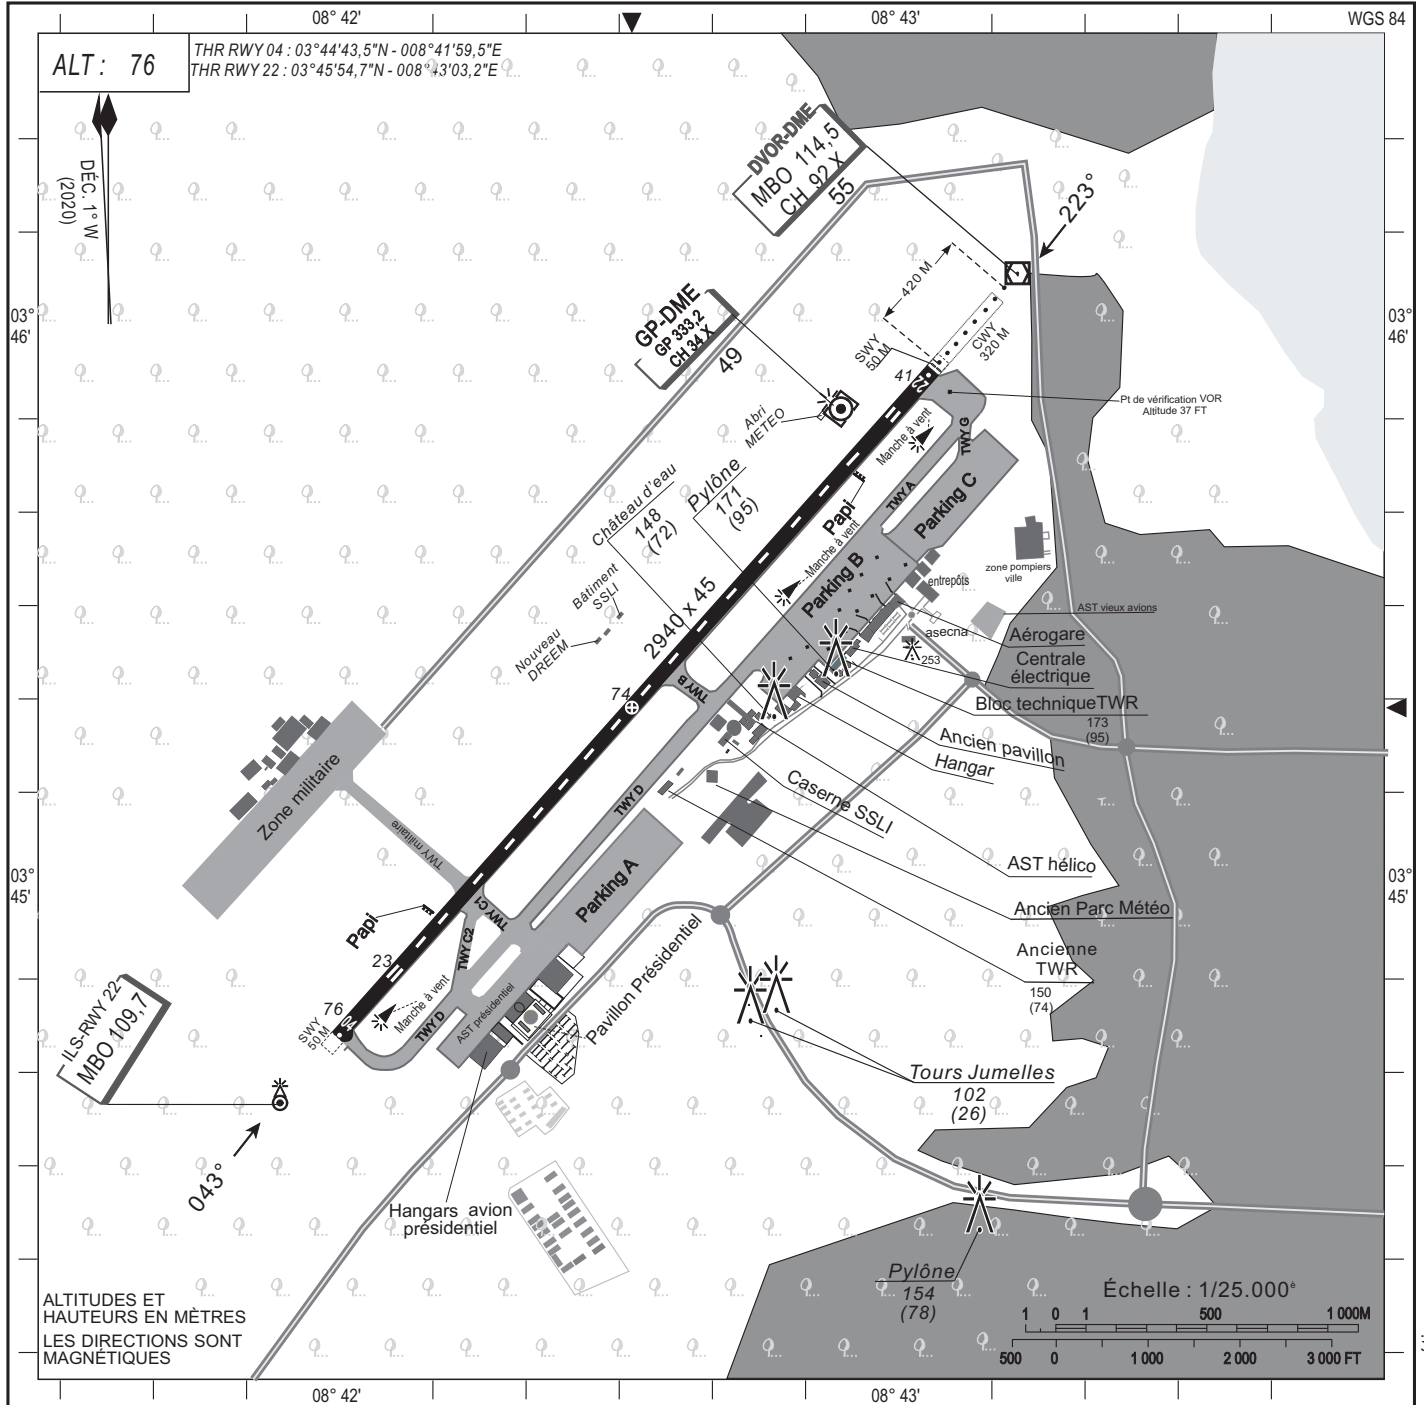 08° 42'
08° 43'
WGS 84
ALT : 76
THR RWY 04 : 03°44'43,5"N - 008°41'59,5"E
THR RWY 22 : 03°45'54,7"N - 008°43'03,2"E
DÉC. 1° W
(2020)
DVOR-DME
MBO 114,5
CH 92 X
55
223°
420 M
GP-DME
GP 333,2
CH 34 X
49
SWY
50 M
CWY
320 M
03°
46'
03°
46'
41
22
Pt de vérification VOR
Altitude 37 FT
Abri
METEO
Manche à vent
TWY G
Château d'eau
148
(72)
Pylône
171
(95)
TWY A
Parking C
Papi
Manche à vent
Parking B
zone pompiers
ville
entrepôts
Bâtiment
SSLI
Nouveau
DREEM
2940 x 45
AST vieux avions
asecna
253
Aérogare
Centrale
électrique
Bloc technique TWR
173
(95)
TWY B
74
Ancien pavillon
Hangar
Zone militaire
Caserne SSLI
TWY D
TWY militaire
AST hélico
03°
45'
03°
45'
Parking A
Ancien Parc Météo
TWY C1
Papi
TWY C2
23
Pavillon Présidentiel
Ancienne
TWR
150
(74)
Manche à vent
AST présidentiel
76
04
SWY
50 M
TWY D
ILS-RWY 22
MBO 109,7
Tours Jumelles
102
(26)
043°
Hangars avion
présidentiel
Pylône
154
(78)
ALTITUDES ET
HAUTEURS EN MÈTRES
LES DIRECTIONS SONT
MAGNÉTIQUES
Échelle : 1/25.000è
1 0 1 500 1 000M
500 0 1 000 2 000 3 000 FT
08° 42'
08° 43'